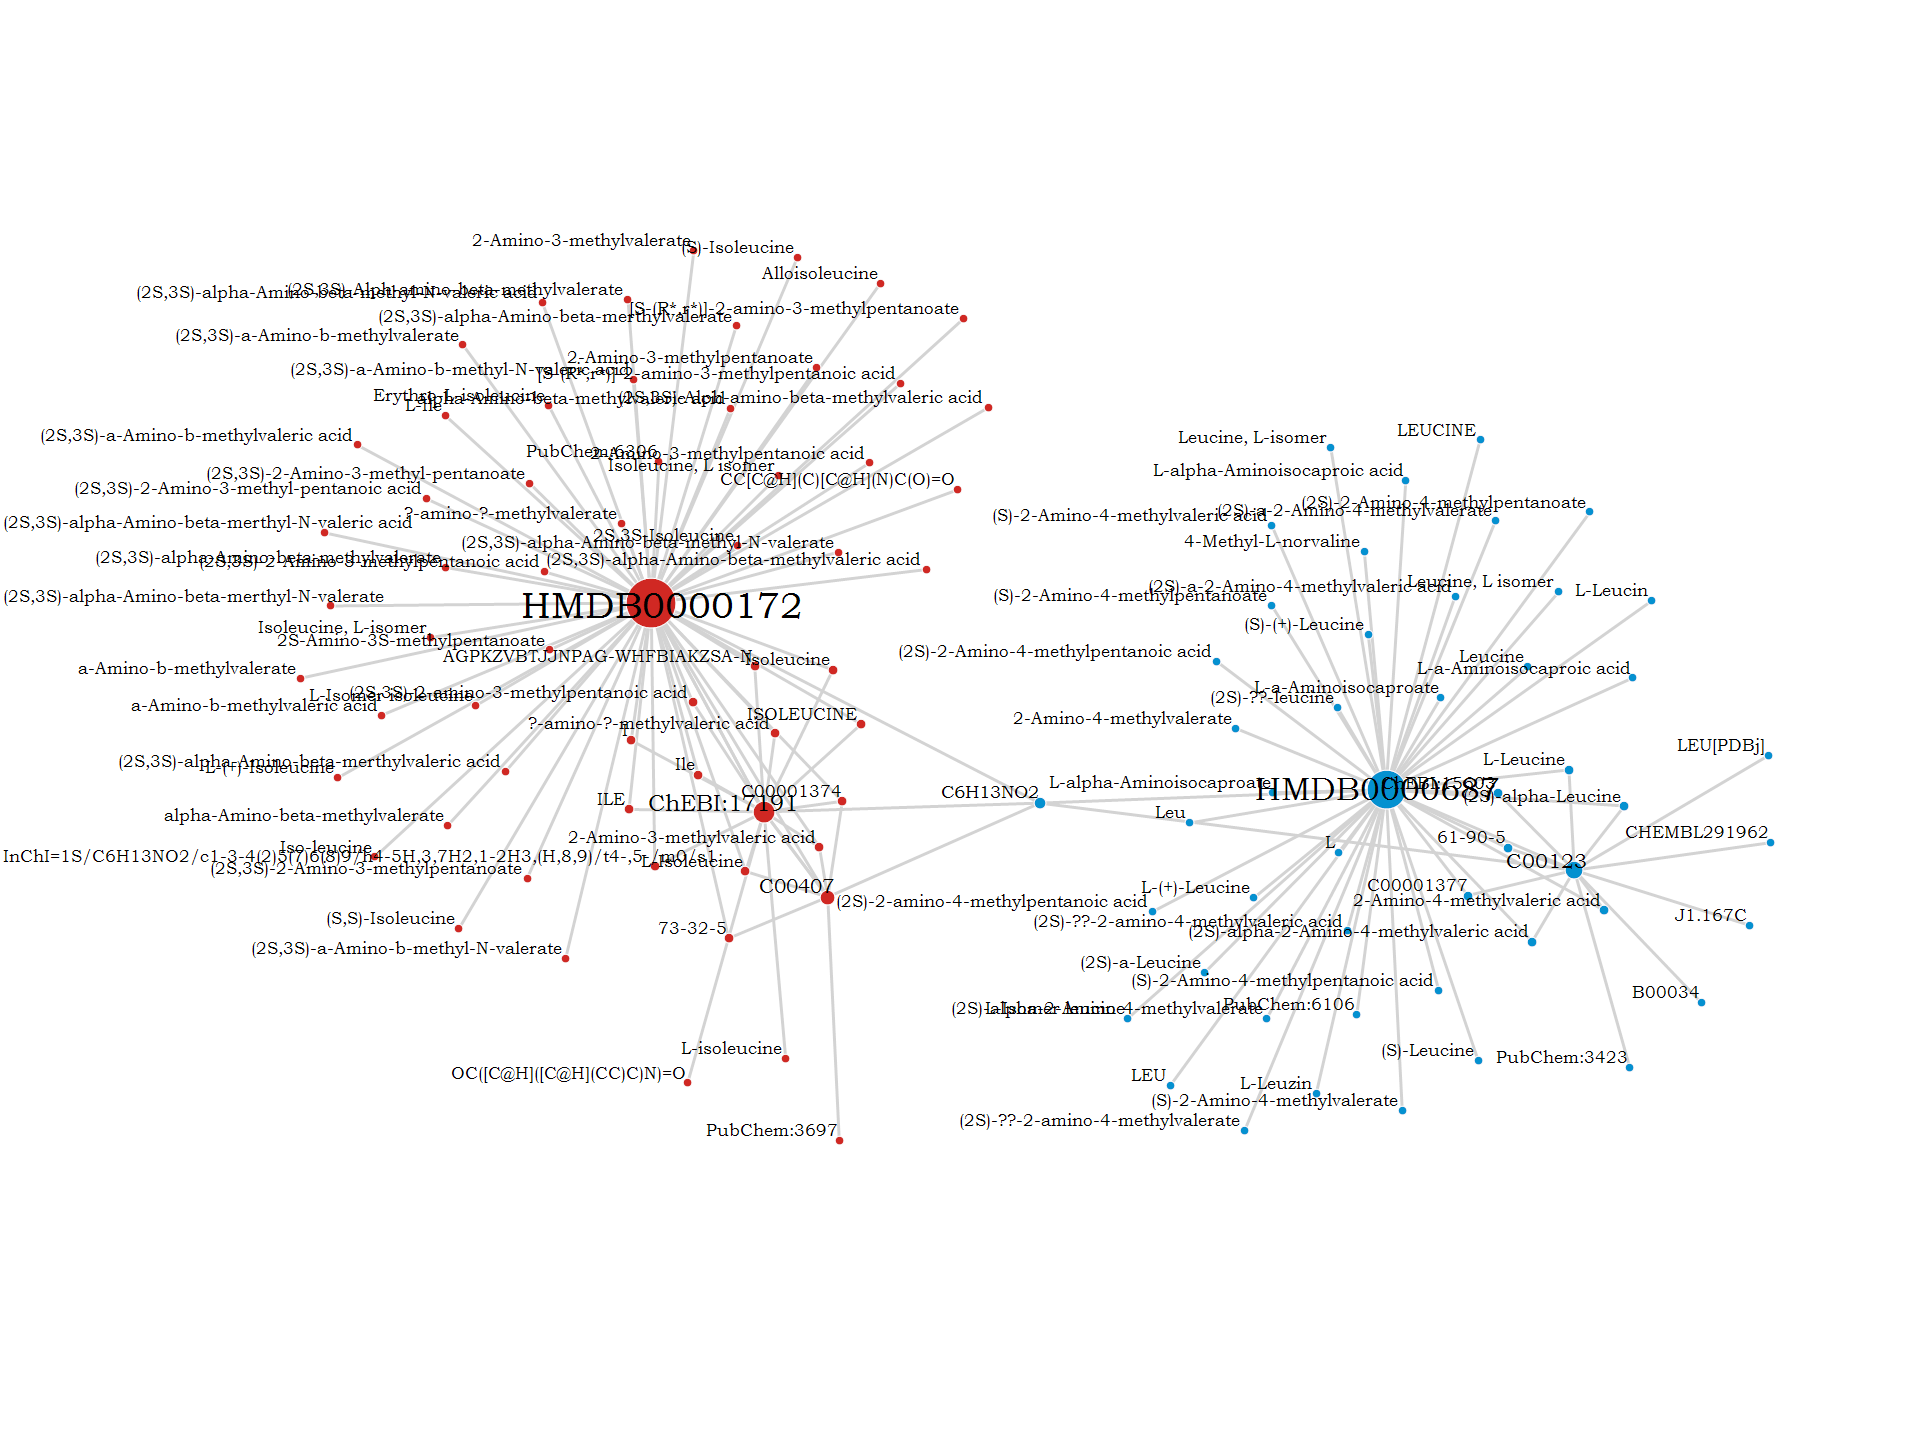 2-Amino-3-methylvalerate
(S)-Isoleucine
Alloisoleucine
(2S,3S)-alpha-Amino-beta-methyl-N-valeric acid
(2S,3S)-Alph-amino-beta-methylvalerate
[S-(R*,r*)]-2-amino-3-methylpentanoate
(2S,3S)-alpha-Amino-beta-merthylvalerate
(2S,3S)-a-Amino-b-methylvalerate
2-Amino-3-methylpentanoate
(2S,3S)-a-Amino-b-methyl-N-valeric acid
[S-(R*,r*)]-2-amino-3-methylpentanoic acid
Erythro-L-isoleucine
alpha-Amino-beta-methylvaleric acid
(2S,3S)-Alph-amino-beta-methylvaleric acid
L-Ile
(2S,3S)-a-Amino-b-methylvaleric acid
PubChem:6306
2-Amino-3-methylpentanoic acid
Isoleucine, L isomer
(2S,3S)-2-Amino-3-methyl-pentanoate
CC[C@H](C)[C@H](N)C(O)=O
(2S,3S)-2-Amino-3-methyl-pentanoic acid
?-amino-?-methylvalerate
(2S,3S)-alpha-Amino-beta-merthyl-N-valeric acid
2S,3S-Isoleucine
(2S,3S)-alpha-Amino-beta-methyl-N-valerate
(2S,3S)-alpha-Amino-beta-methylvalerate
(2S,3S)-2-Amino-3-methylpentanoic acid
(2S,3S)-alpha-Amino-beta-methylvaleric acid
(2S,3S)-alpha-Amino-beta-merthyl-N-valerate
HMDB0000172
Isoleucine, L-isomer
2S-Amino-3S-methylpentanoate
AGPKZVBTJJNPAG-WHFBIAKZSA-N
Isoleucine
a-Amino-b-methylvalerate
(2S,3S)-2-amino-3-methylpentanoic acid
L-Isomer isoleucine
a-Amino-b-methylvaleric acid
ISOLEUCINE
?-amino-?-methylvaleric acid
I
(2S,3S)-alpha-Amino-beta-merthylvaleric acid
L-(+)-Isoleucine
Ile
C00001374
ILE
ChEBI:17191
alpha-Amino-beta-methylvalerate
2-Amino-3-methylvaleric acid
Iso-leucine
InChI=1S/C6H13NO2/c1-3-4(2)5(7)6(8)9/h4-5H,3,7H2,1-2H3,(H,8,9)/t4-,5-/m0/s1
L-Isoleucine
(2S,3S)-2-Amino-3-methylpentanoate
C00407
(S,S)-Isoleucine
73-32-5
(2S,3S)-a-Amino-b-methyl-N-valerate
L-isoleucine
OC([C@H]([C@H](CC)C)N)=O
PubChem:3697
LEUCINE
Leucine, L-isomer
L-alpha-Aminoisocaproic acid
(2S)-2-Amino-4-methylpentanoate
(2S)-a-2-Amino-4-methylvalerate
(S)-2-Amino-4-methylvaleric acid
4-Methyl-L-norvaline
Leucine, L isomer
(2S)-a-2-Amino-4-methylvaleric acid
L-Leucin
(S)-2-Amino-4-methylpentanoate
(S)-(+)-Leucine
(2S)-2-Amino-4-methylpentanoic acid
Leucine
L-a-Aminoisocaproic acid
L-a-Aminoisocaproate
(2S)-??-leucine
2-Amino-4-methylvalerate
LEU[PDBj]
L-Leucine
L-alpha-Aminoisocaproate
ChEBI:15603
C6H13NO2
HMDB0000687
(2S)-alpha-Leucine
Leu
CHEMBL291962
61-90-5
L
C00123
C00001377
L-(+)-Leucine
(2S)-2-amino-4-methylpentanoic acid
2-Amino-4-methylvaleric acid
J1.167C
(2S)-??-2-amino-4-methylvaleric acid
(2S)-alpha-2-Amino-4-methylvaleric acid
(2S)-a-Leucine
(S)-2-Amino-4-methylpentanoic acid
B00034
PubChem:6106
L-Isomer leucine
(2S)-alpha-2-Amino-4-methylvalerate
(S)-Leucine
PubChem:3423
LEU
L-Leuzin
(S)-2-Amino-4-methylvalerate
(2S)-??-2-amino-4-methylvalerate